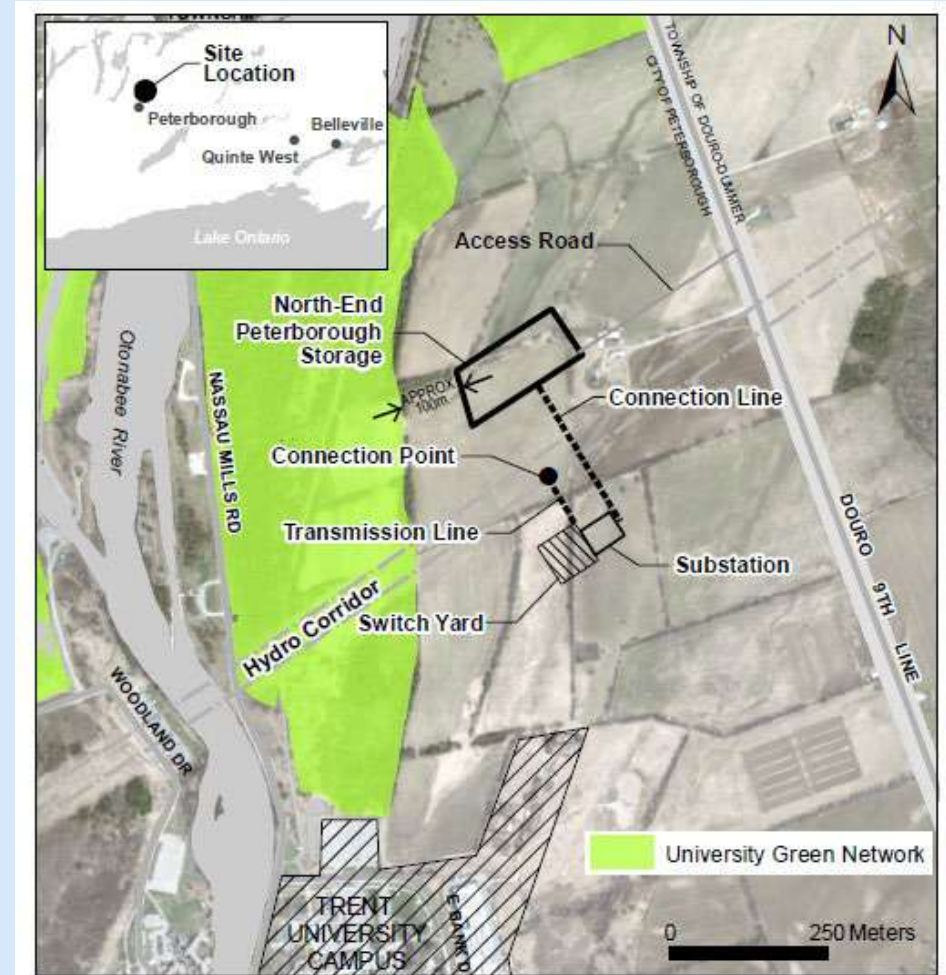 TOWNSHIP
Site
Location
Peterborough
Belleville
Quinte West
Lake Ontario
N
TOWNSHIP OF DOURO-DUMMER
CITY OF PETERBOROUGH
Access Road
North-End
Peterborough
Storage
APPROX
100m.
Connection Line
Otonabee River
NASSAU MILLS RD
Connection Point
Transmission Line
Substation
Switch Yard
Hydro Corridor
DOURO 9TH LINE
WOODLAND DR
University Green Network
TRENT
UNIVERSITY
CAMPUS
E BANK D
0 250 Meters